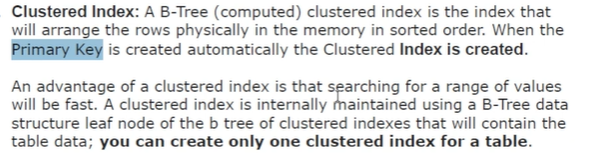 Clustered Index: A B-Tree (computed) clustered index is the index that
will arrange the rows physically in the memory in sorted order. When the
Primary Key is created automatically the Clustered Index is created.
An advantage of a clustered index is that searching for a range of values
will be fast. A clustered index is internally maintained using a B-Tree data
structure leaf node of the b tree of clustered indexes that will contain the
table data; you can create only one clustered index for a table.